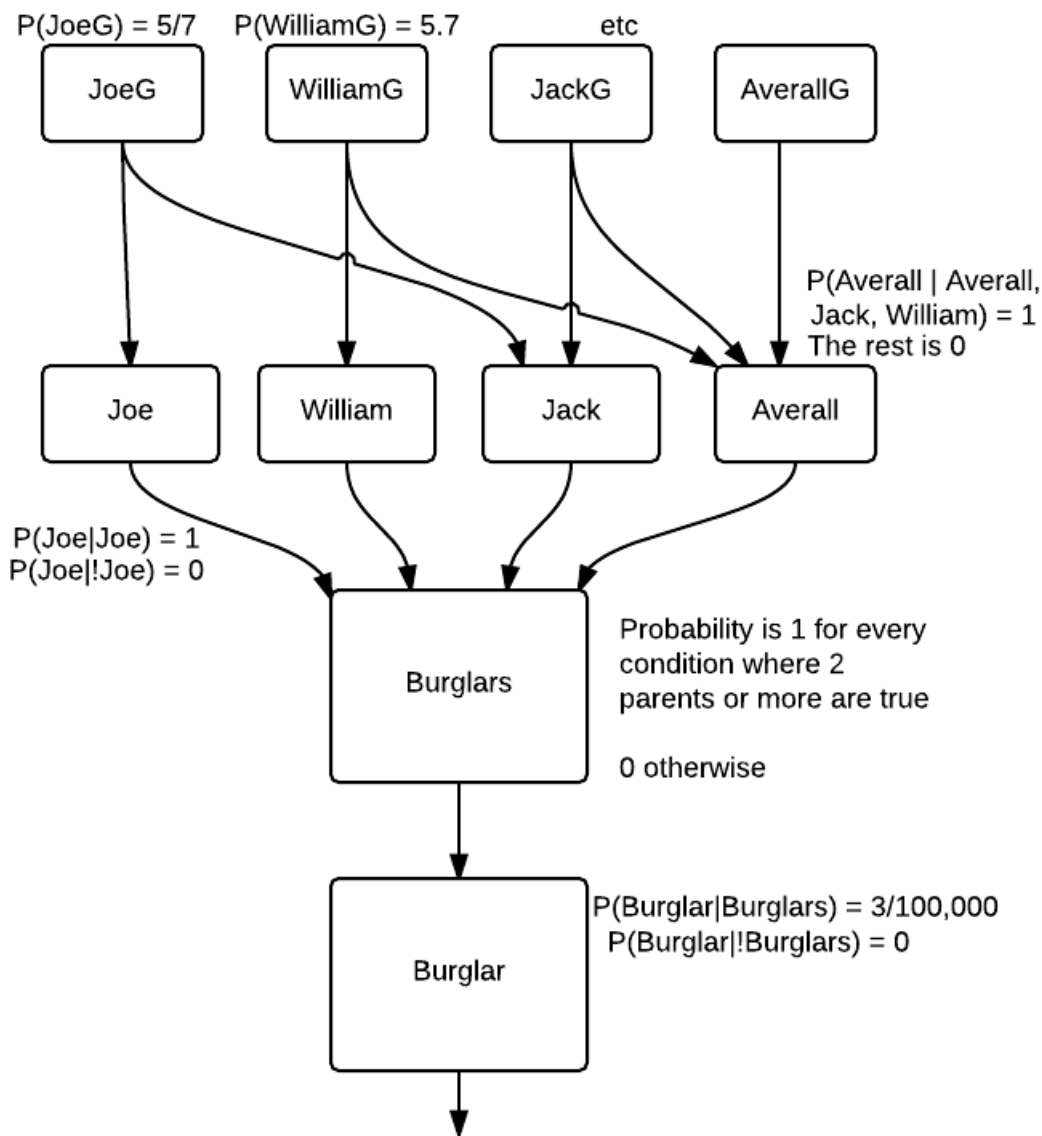 P(JoeG) = 5/7
P(WilliamG) = 5.7
etc
JoeG
WilliamG
JackG
AverallG
P(Averall | Averall,
Jack, William) = 1
The rest is 0
Joe
William
Jack
Averall
P(Joe|Joe) = 1
P(Joe|!Joe) = 0
Burglars
Probability is 1 for every
condition where 2
parents or more are true
0 otherwise
Burglar
P(Burglar|Burglars) = 3/100,000
P(Burglar|!Burglars) = 0